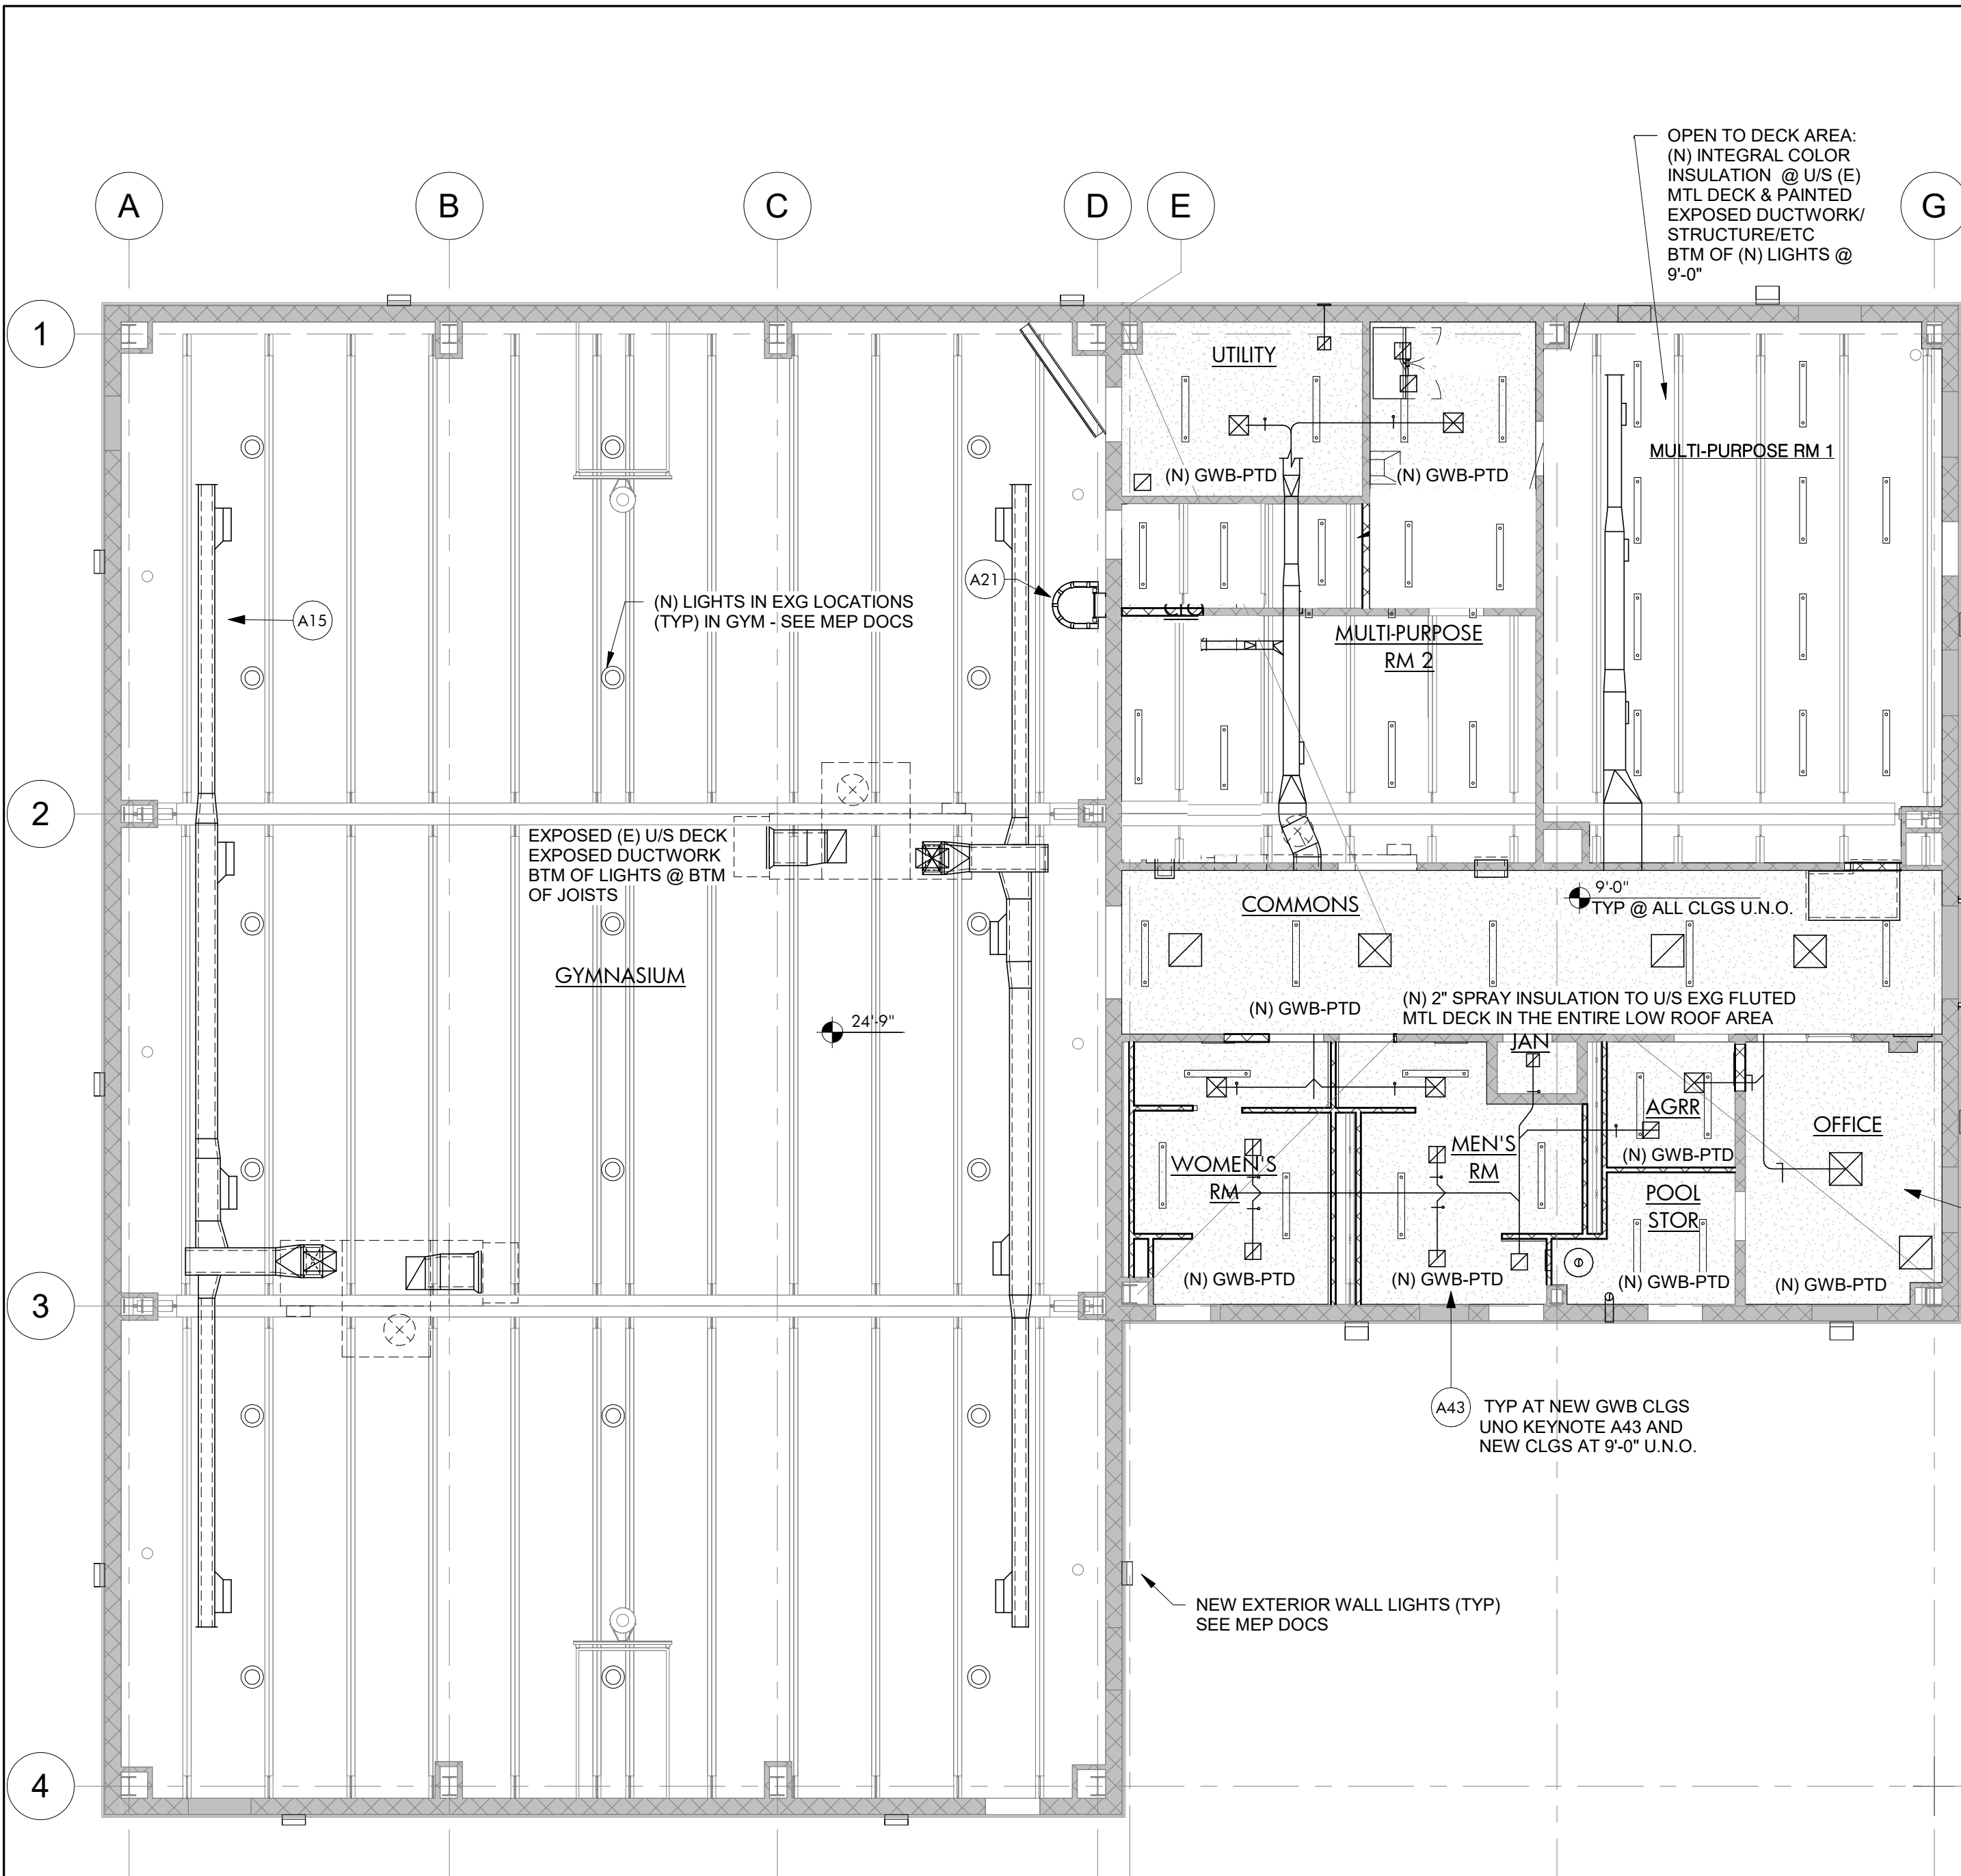 OPEN TO DECK AREA:
(N) INTEGRAL COLOR
INSULATION @ U/S (E)
MTL DECK & PAINTED
EXPOSED DUCTWORK/
STRUCTURE/ETC
BTM OF (N) LIGHTS @
9'-0"
A
B
C
D
E
G
1
UTILITY
MULTI-PURPOSE RM 1
(N) GWB-PTD
(N) GWB-PTD
A21
(N) LIGHTS IN EXG LOCATIONS
(TYP) IN GYM - SEE MEP DOCS
A15
MULTI-PURPOSE
RM 2
2
EXPOSED (E) U/S DECK
EXPOSED DUCTWORK
BTM OF LIGHTS @ BTM
OF JOISTS
COMMONS
9'-0"
TYP @ ALL CLGS U.N.O.
GYMNASIUM
(N) GWB-PTD
(N) 2" SPRAY INSULATION TO U/S EXG FLUTED
MTL DECK IN THE ENTIRE LOW ROOF AREA
24'-9"
JAN
AGRR
OFFICE
(N) GWB-PTD
WOMEN'S
RM
MEN'S
RM
POOL
STOR
(N) GWB-PTD
(N) GWB-PTD
(N) GWB-PTD
(N) GWB-PTD
3
A43
TYP AT NEW GWB CLGS
UNO KEYNOTE A43 AND
NEW CLGS AT 9'-0" U.N.O.
NEW EXTERIOR WALL LIGHTS (TYP)
SEE MEP DOCS
4